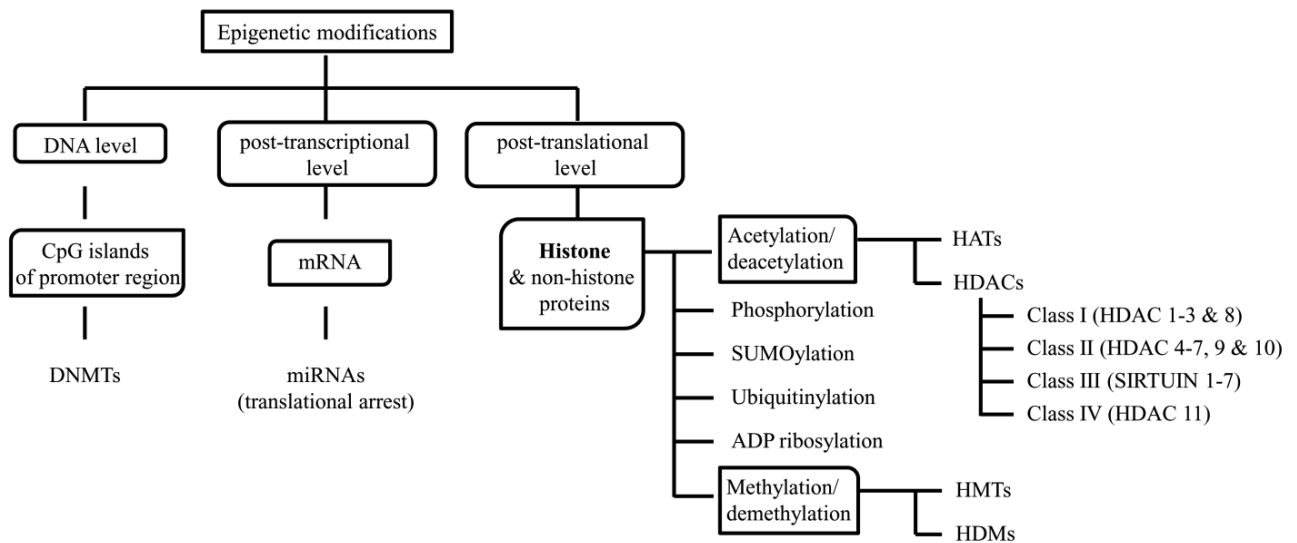 Epigenetic modifications
DNA level
post-transcriptional
level
post-translational
level
CpG islands
of promoter region
mRNA
Histone
& non-histone
proteins
DNMTs
miRNAs
(translational arrest)
Acetylation/
deacetylation
HATs
HDACs
Class I (HDAC 1-3 & 8)
Class II (HDAC 4-7, 9 & 10)
Class III (SIRTUIN 1-7)
Class IV (HDAC 11)
Phosphorylation
SUMOylation
Ubiquitinylation
ADP ribosylation
Methylation/
demethylation
HMTs
HDMs